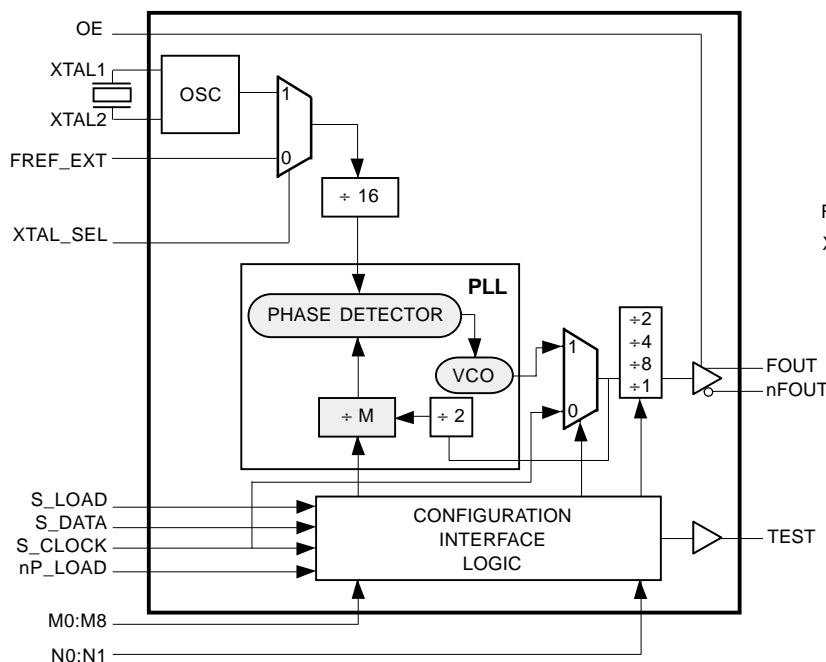 OE
XTAL1
OSC
1
XTAL2
FREF_EXT
0
÷ 16
XTAL_SEL
PLL
PHASE DETECTOR
VCO
1
÷2
÷4
÷8
÷1
FOUT
nFOUT
÷ M
÷ 2
0
S_LOAD
S_DATA
S_CLOCK
nP_LOAD
CONFIGURATION
INTERFACE
LOGIC
TEST
M0:M8
N0:N1